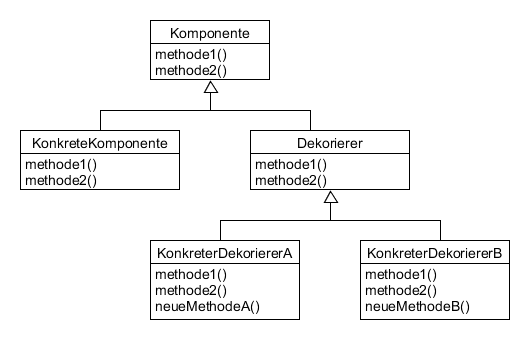 Komponente
methode1()
methode2()
KonkreteKomponente
methode1()
methode2()
Dekorierer
methode1()
methode2()
KonkreterDekoriererA
methode1()
methode2()
neueMethodeA()
KonkreterDekoriererB
methode1()
methode2()
neueMethodeB()